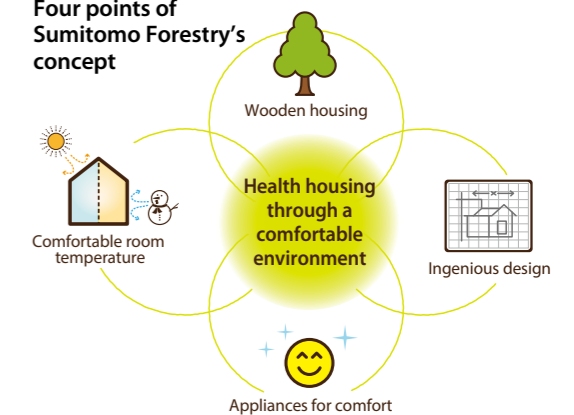 Four points of
Sumitomo Forestry's
concept
Wooden housing
Health housing
through a
comfortable
environment
Comfortable room
temperature
Ingenious design
Appliances for comfort